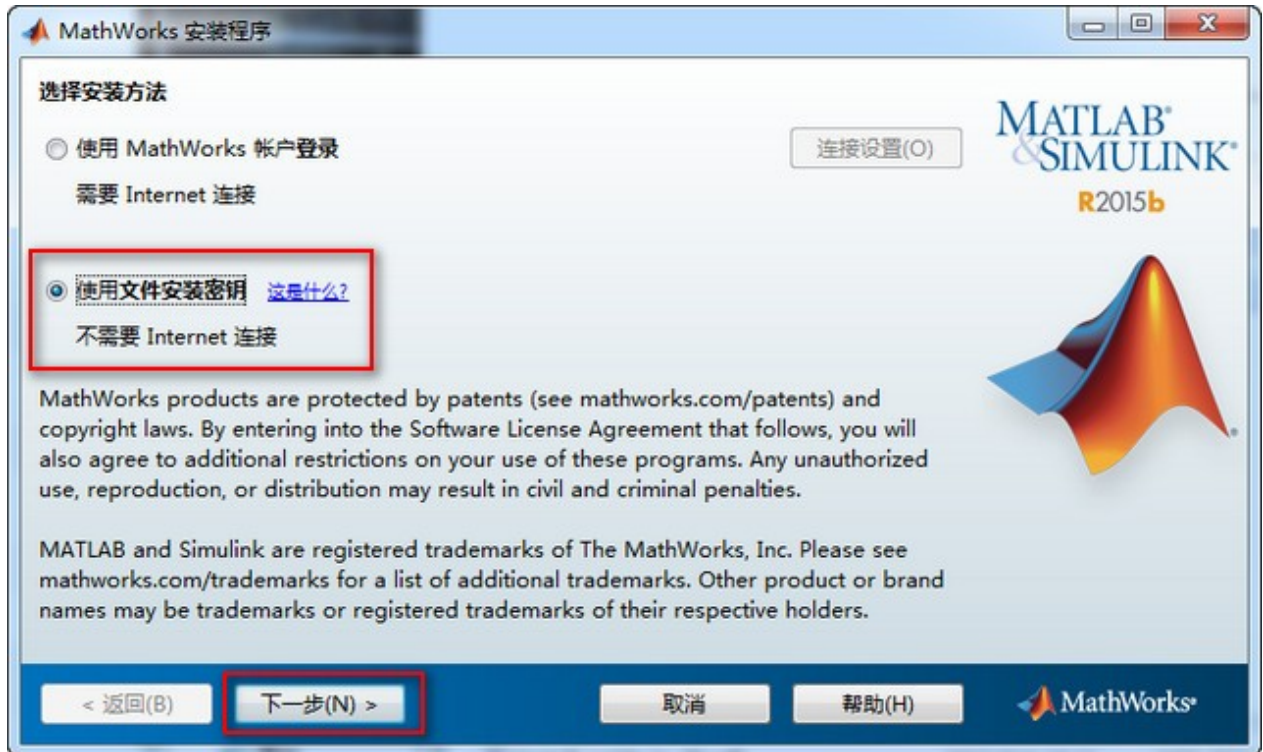 MathWorks 安装程序
选择安装方法
使用 MathWorks 帐户登录
连接设置(O)
需要 Internet 连接
MATLAB®
&SIMULINK®
R2015b
使用文件安装密钥 这是什么?
不需要 Internet 连接
MathWorks products are protected by patents (see mathworks.com/patents) and
copyright laws. By entering into the Software License Agreement that follows, you will
also agree to additional restrictions on your use of these programs. Any unauthorized
use, reproduction, or distribution may result in civil and criminal penalties.
MATLAB and Simulink are registered trademarks of The MathWorks, Inc. Please see
mathworks.com/trademarks for a list of additional trademarks. Other product or brand
names may be trademarks or registered trademarks of their respective holders.
< 返回(B) 下一步(N) > 取消 帮助(H) MathWorks®